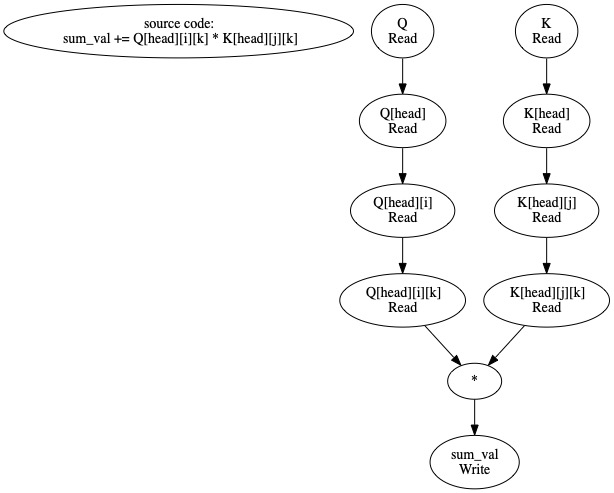 source code:
sum_val += Q[head][i][k] * K[head][j][k]
Q
Read
K
Read
Q[head]
Read
K[head]
Read
Q[head][i]
Read
K[head][j]
Read
Q[head][i][k]
Read
K[head][j][k]
Read
*
sum_val
Write